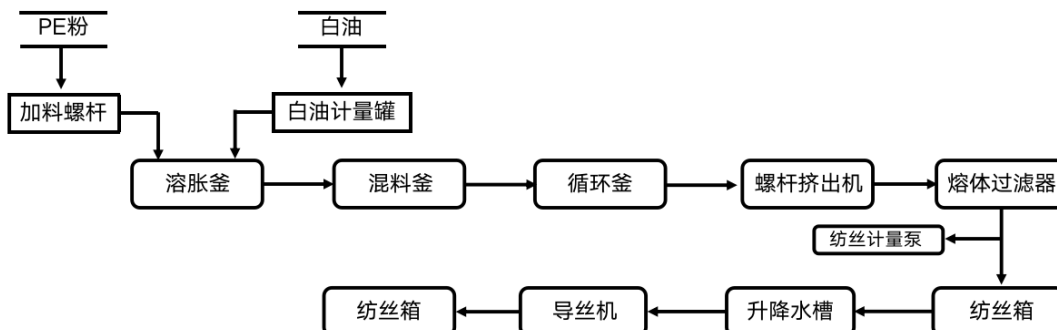 PE粉
白油
加料螺杆
白油计量罐
溶胀釜
混料釜
循环釜
螺杆挤出机
熔体过滤器
纺丝计量泵
纺丝箱
导丝机
升降水槽
纺丝箱